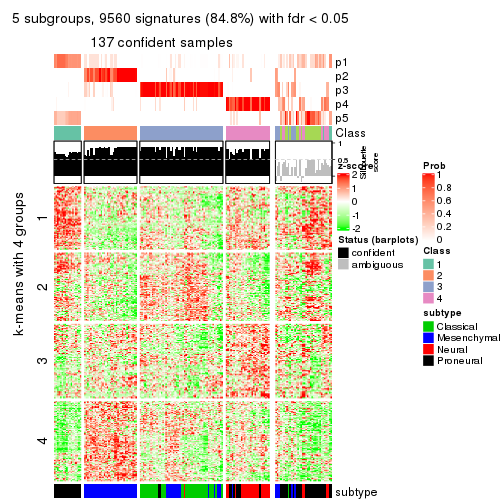 5 subgroups, 9560 signatures (84.8%) with fdr < 0.05
137 confident samples
p1
p2
p3
p4
p5
Class
1
0.5
0
Silhouette
score
k-means with 4 groups
1
2
3
4
z-score
2
1
0
-1
-2
Status (barplots)
confident
ambiguous
Prob
1
0.8
0.6
0.4
0.2
0
Class
1
2
3
4
subtype
Classical
Mesenchymal
Neural
Proneural
subtype